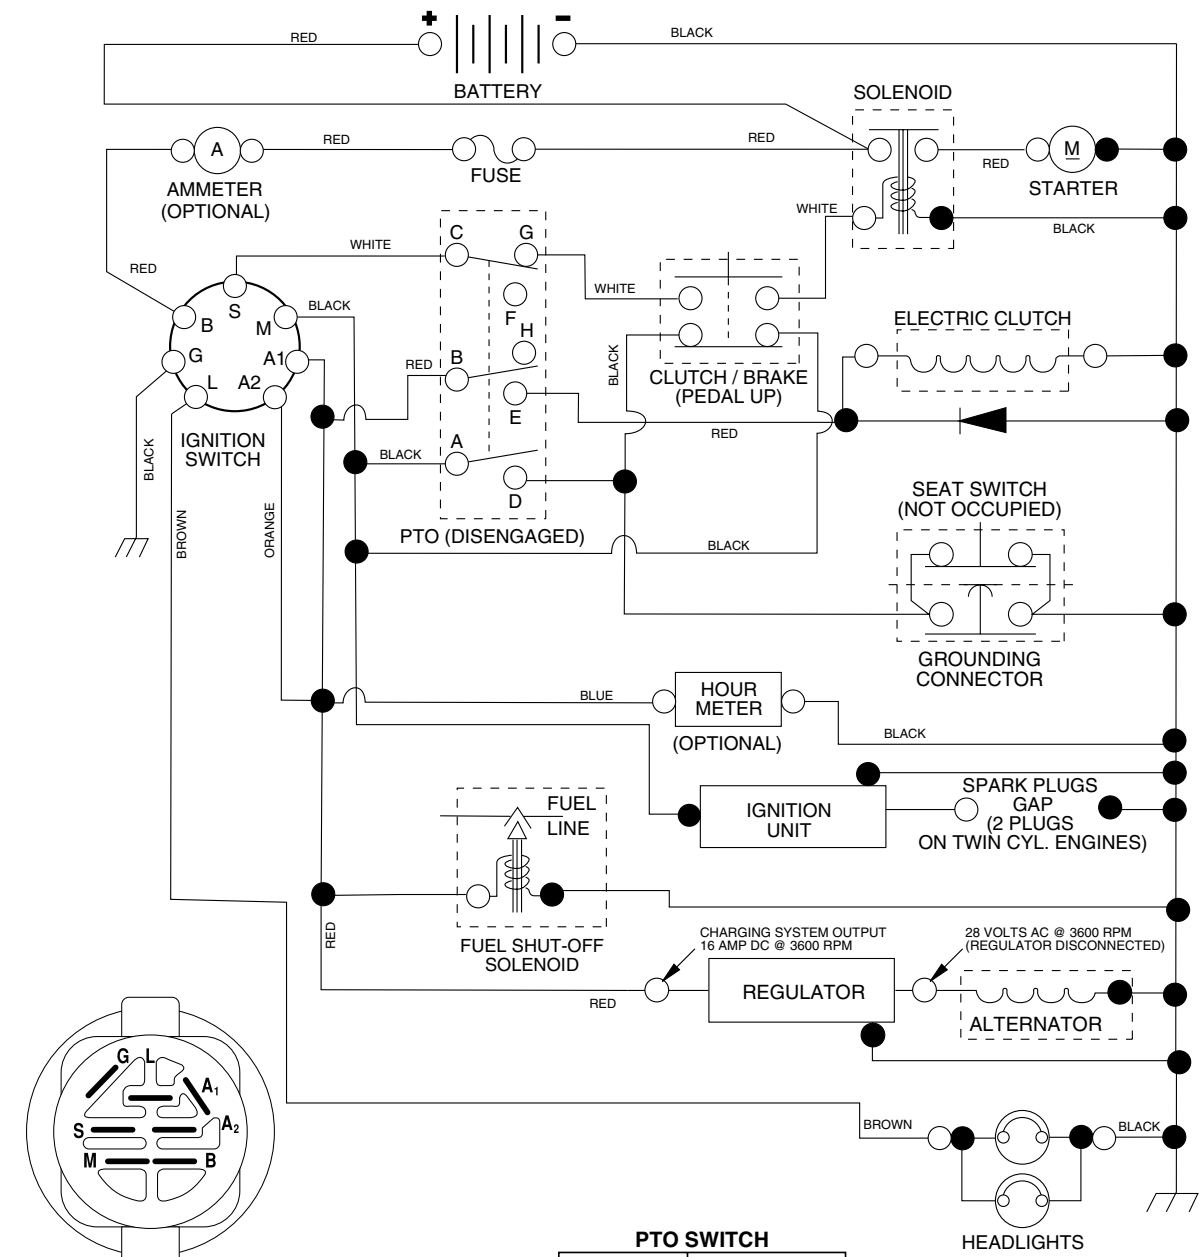 + -
RED
BLACK
BATTERY
SOLENOID
A
RED
RED
M
RED
AMMETER
(OPTIONAL)
FUSE
STARTER
WHITE
BLACK
C
G
WHITE
RED
S
B
M
BLACK
F
WHITE
ELECTRIC CLUTCH
G
A1
H
B
RED
BLACK
L
A2
CLUTCH / BRAKE
(PEDAL UP)
E
IGNITION
SWITCH
RED
BLACK
A
BLACK
D
SEAT SWITCH
(NOT OCCUPIED)
BROWN
ORANGE
PTO (DISENGAGED)
BLACK
GROUNDING
CONNECTOR
BLUE
HOUR
METER
(OPTIONAL)
BLACK
FUEL
LINE
IGNITION
UNIT
SPARK PLUGS
GAP
(2 PLUGS
ON TWIN CYL. ENGINES)
RED
FUEL SHUT-OFF
SOLENOID
CHARGING SYSTEM OUTPUT
16 AMP DC @ 3600 RPM
28 VOLTS AC @ 3600 RPM
(REGULATOR DISCONNECTED)
RED
REGULATOR
ALTERNATOR
G L
A1
A2
S
M
B
BROWN
BLACK
HEADLIGHTS
PTO SWITCH